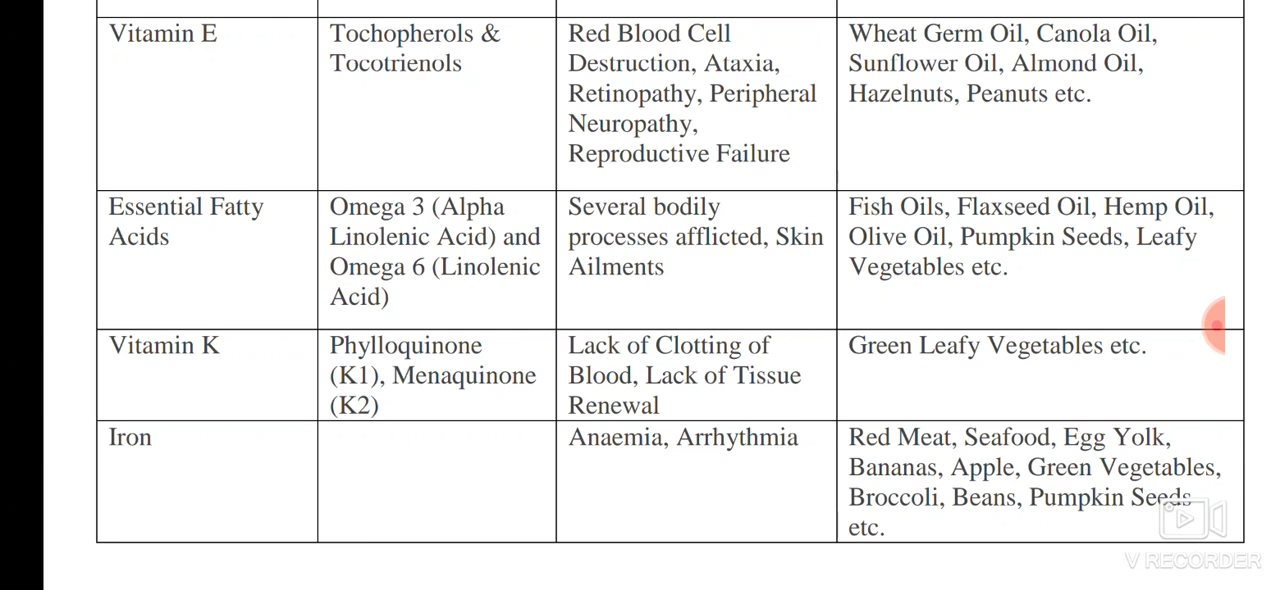 Vitamin E
Tochopherols &
Tocotrienols
Red Blood Cell
Destruction, Ataxia,
Retinopathy, Peripheral
Neuropathy,
Reproductive Failure
Wheat Germ Oil, Canola Oil,
Sunflower Oil, Almond Oil,
Hazelnuts, Peanuts etc.
Essential Fatty
Acids
Omega 3 (Alpha
Linolenic Acid) and
Omega 6 (Linolenic
Acid)
Several bodily
processes afflicted, Skin
Ailments
Fish Oils, Flaxseed Oil, Hemp Oil,
Olive Oil, Pumpkin Seeds, Leafy
Vegetables etc.
Vitamin K
Phylloquinone
(K1), Menaquinone
(K2)
Lack of Clotting of
Blood, Lack of Tissue
Renewal
Green Leafy Vegetables etc.
Iron
Anaemia, Arrhythmia
Red Meat, Seafood, Egg Yolk,
Bananas, Apple, Green Vegetables,
Broccoli, Beans, Pumpkin Seeds
etc.
V RECORDER